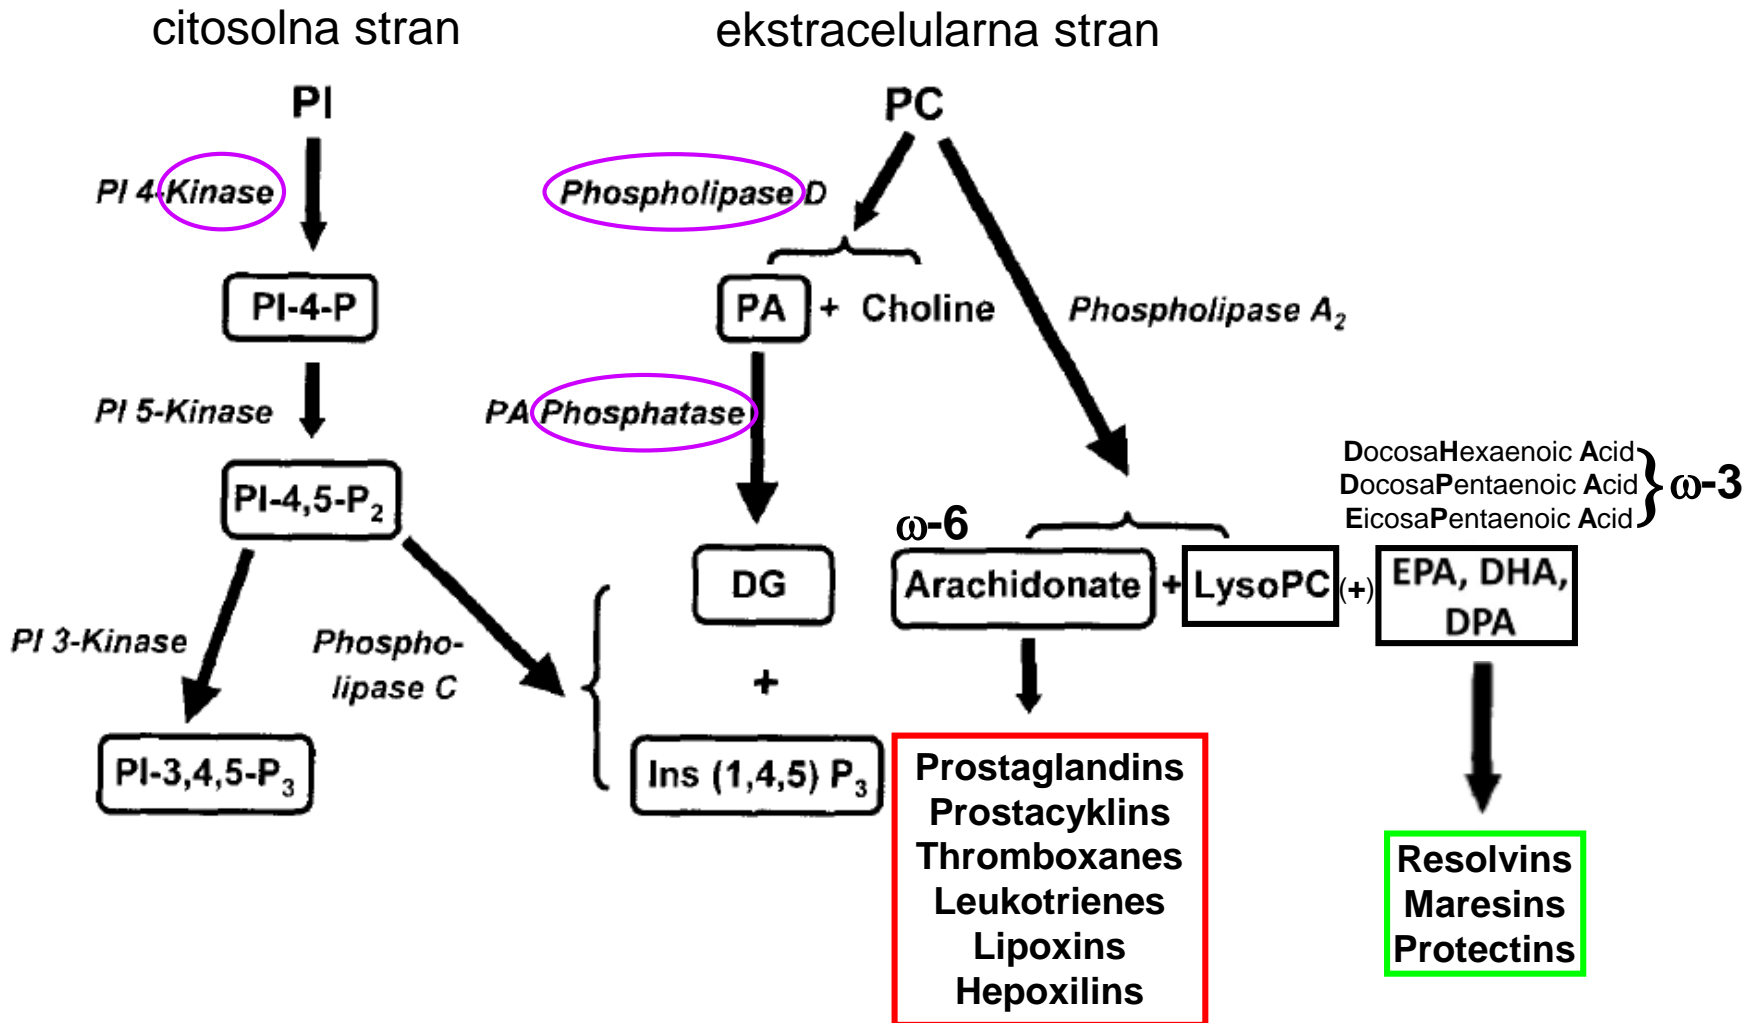 citosolna stran
ekstracelularna stran
PI
PC
PI 4-Kinase
Phospholipase D
PI-4-P
PA + Choline
Phospholipase A2
PI 5-Kinase
PA Phosphatase
DocosaHexaenoic Acid
DocosaPentaenoic Acid
EicosaPentaenoic Acid
} ω-3
PI-4,5-P2
ω-6
DG
Arachidonate + LysoPC (+) EPA, DHA,
DPA
PI 3-Kinase
Phospho-
lipase C
+
PI-3,4,5-P3
Ins (1,4,5) P3
Prostaglandins
Prostacyklins
Thromboxanes
Leukotrienes
Lipoxins
Hepoxilins
Resolvins
Maresins
Protectins